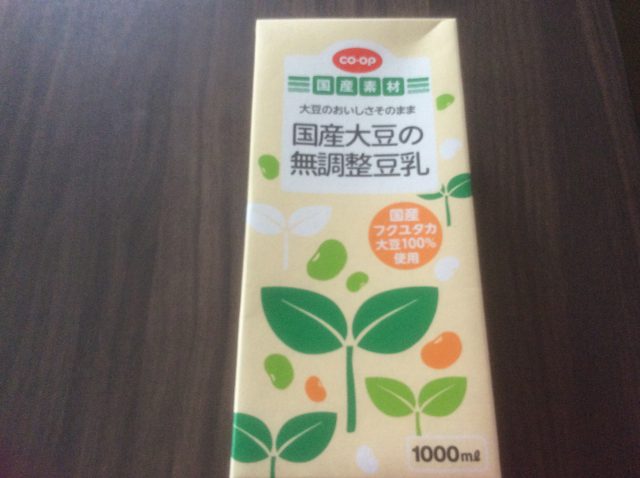 co·op
国産素材
大豆のおいしさそのまま
国産大豆の
無調整豆乳
国産
フクユタカ
大豆100%
使用
1000mℓ